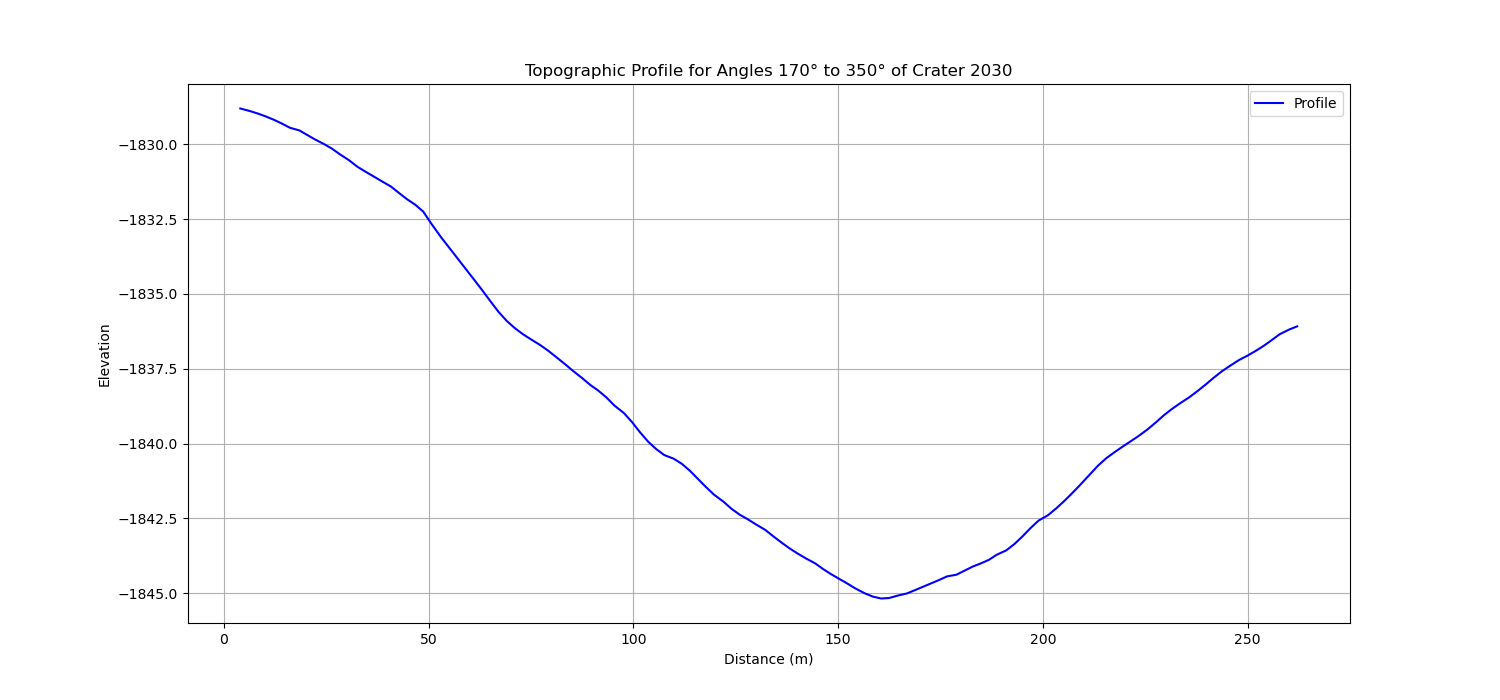 Topographic Profile for Angles 170° to 350° of Crater 2030
Profile
−1830.0
−1832.5
−1835.0
−1837.5
−1840.0
−1842.5
−1845.0
Elevation
0 50 100 150 200 250
Distance (m)